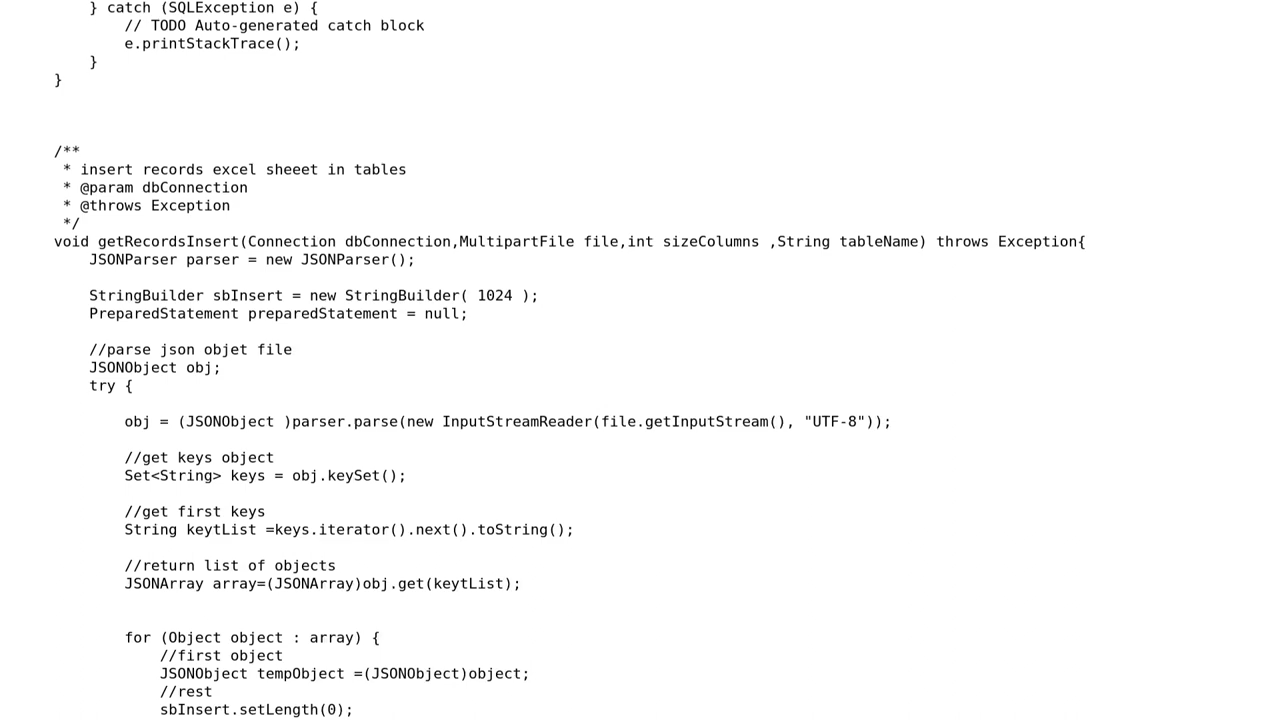 } catch (SQLException e) {
// TODO Auto-generated catch block
e.printStackTrace();
}
}
/**
* insert records excel sheeet in tables
* @param dbConnection
* @throws Exception
*/
void getRecordsInsert(Connection dbConnection,MultipartFile file,int sizeColumns ,String tableName) throws Exception{
JSONParser parser = new JSONParser();
StringBuilder sbInsert = new StringBuilder( 1024 );
PreparedStatement preparedStatement = null;
//parse json objet file
JSONObject obj;
try {
obj = (JSONObject )parser.parse(new InputStreamReader(file.getInputStream(), "UTF-8"));
//get keys object
Set<String> keys = obj.keySet();
//get first keys
String keytList =keys.iterator().next().toString();
//return list of objects
JSONArray array=(JSONArray)obj.get(keytList);
for (Object object : array) {
//first object
JSONObject tempObject =(JSONObject)object;
//rest
sbInsert.setLength(0);